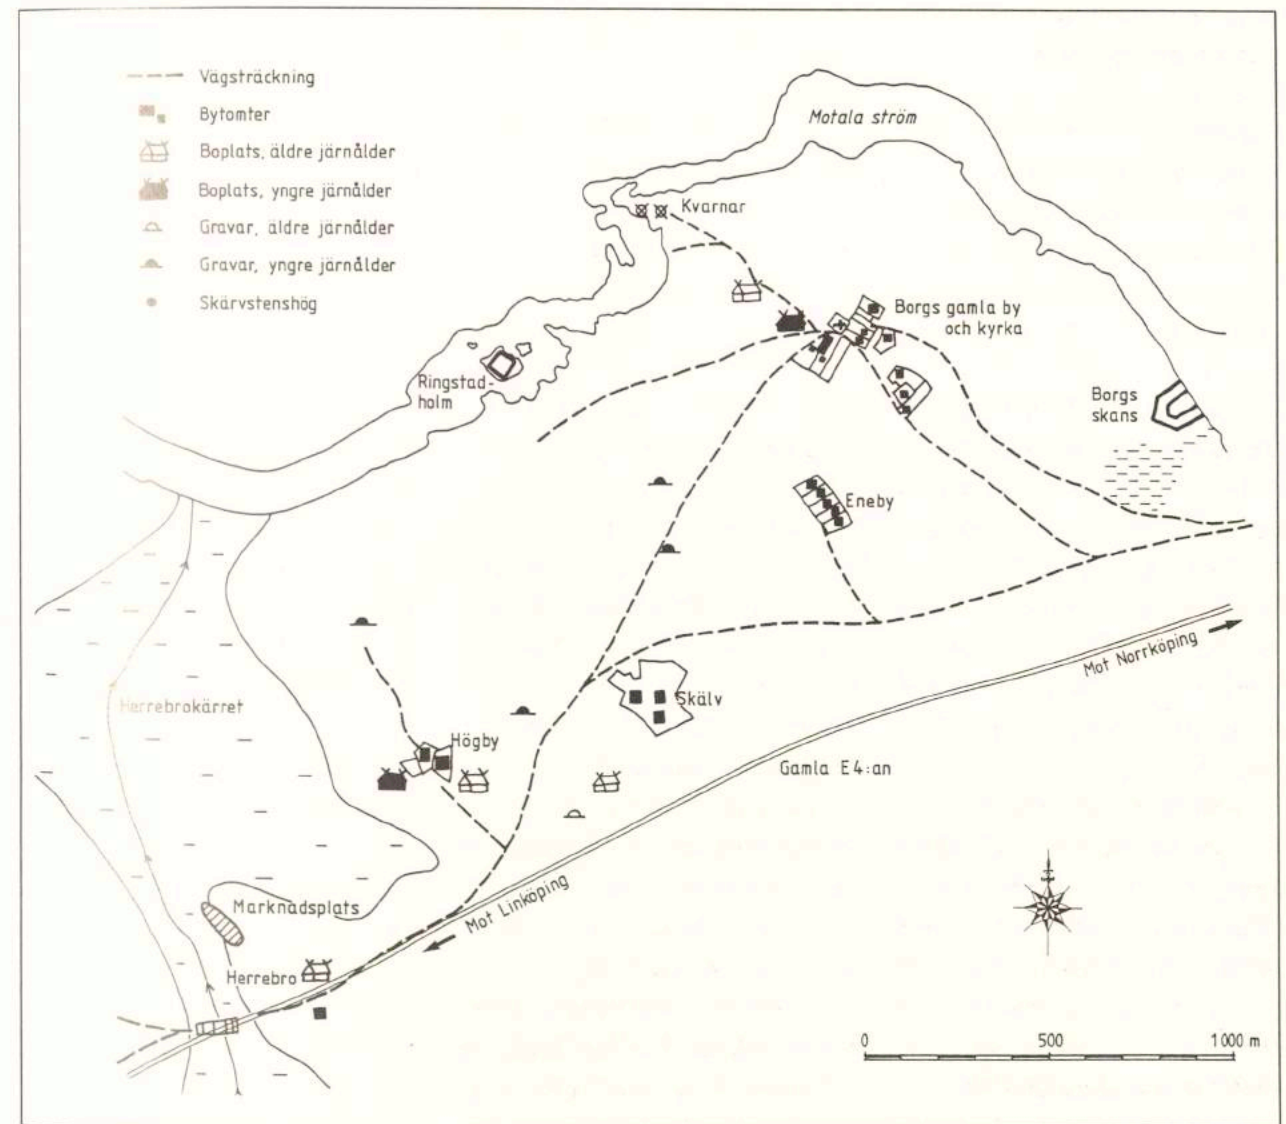 Vägsträckning
Bytomter
Boplats, äldre järnålder
Boplats, yngre järnålder
Gravar, äldre järnålder
Gravar, yngre järnålder
Skärvstenshög
Motala ström
Kvarnar
Borgs gamla by
och kyrka
Ringstad-
holm
Borgs
skans
Eneby
Mot Norrköping
Skälv
Herrebrokärret
Högby
Gamla E4:an
Mot Linköping
Marknadsplats
Herrebro
0 500 1000 m